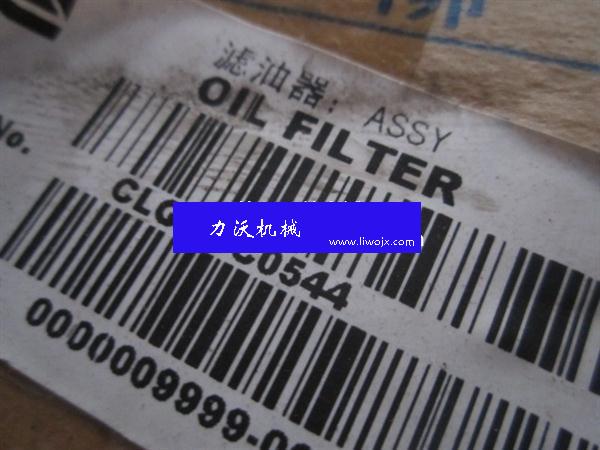 滤油器; ASSY
OIL FILTER
No.
力沃机械
www.liwojx.com
C0544
0000009999-0